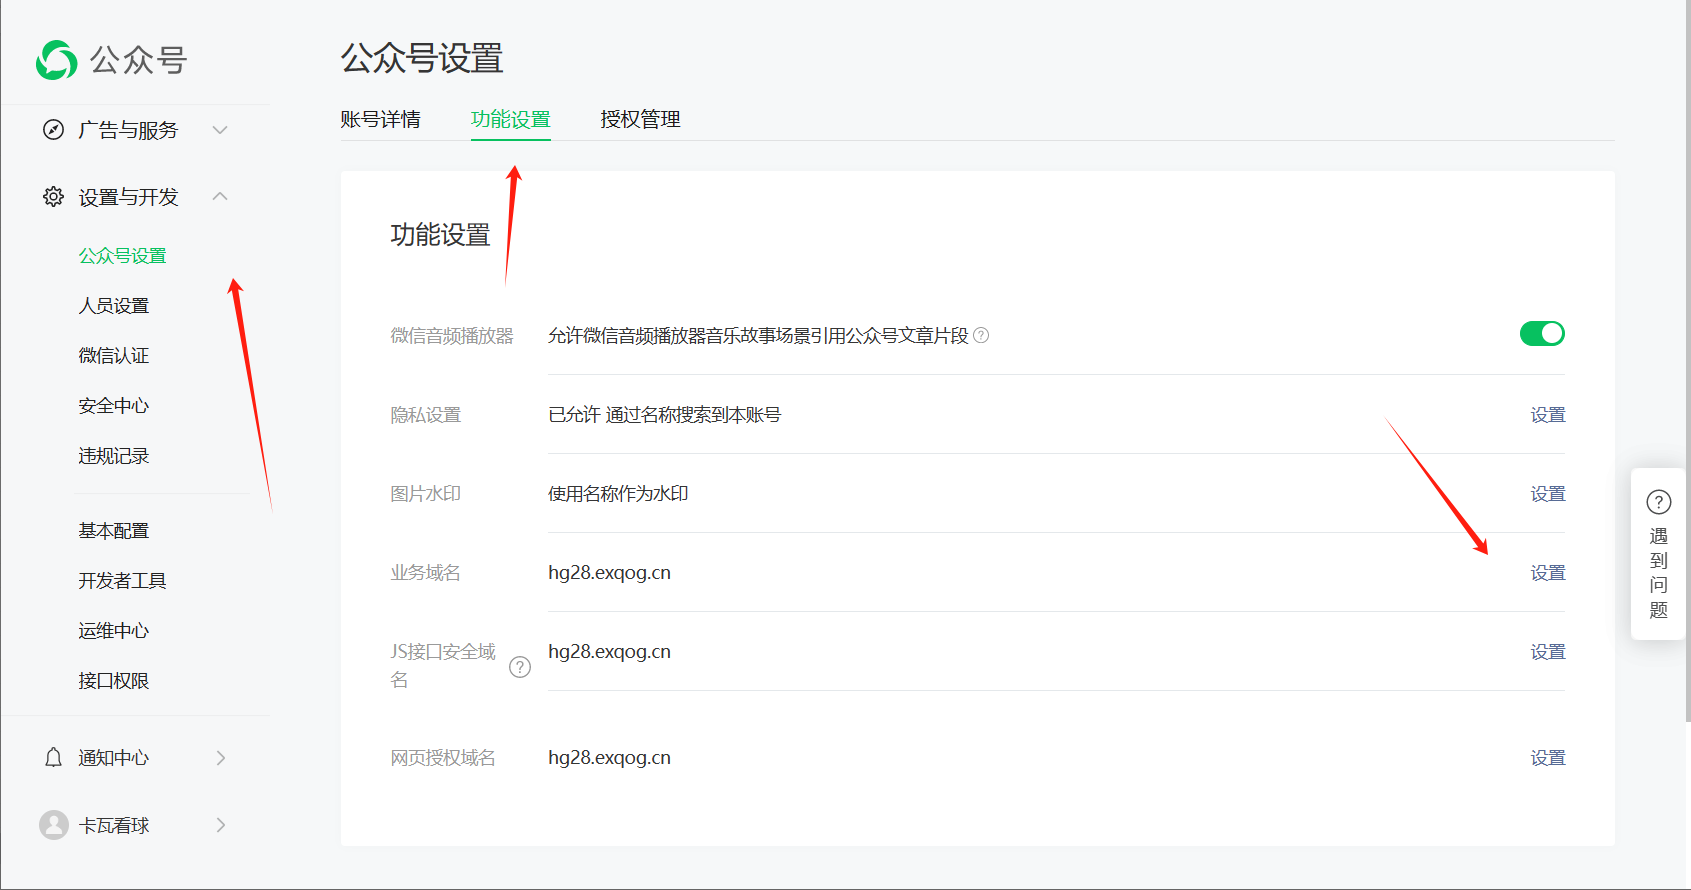 公众号
广告与服务
设置与开发
公众号设置
人员设置
微信认证
安全中心
违规记录
基本配置
开发者工具
运维中心
接口权限
通知中心
卡瓦看球
公众号设置
账号详情 功能设置 授权管理
功能设置
微信音频播放器 允许微信音频播放器音乐故事场景引用公众号文章片段 ?
隐私设置 已允许 通过名称搜索到本账号 设置
图片水印 使用名称作为水印 设置
业务域名 hg28.exqog.cn 设置
JS接口安全域
名 ? hg28.exqog.cn 设置
网页授权域名 hg28.exqog.cn 设置
?
遇
到
问
题